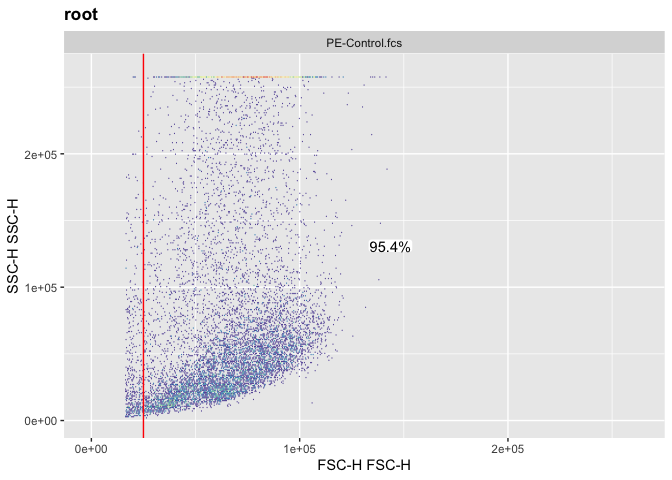 root
PE-Control.fcs
2e+05
95.4%
SSC-H SSC-H
1e+05
0e+00
0e+00 1e+05 2e+05
FSC-H FSC-H